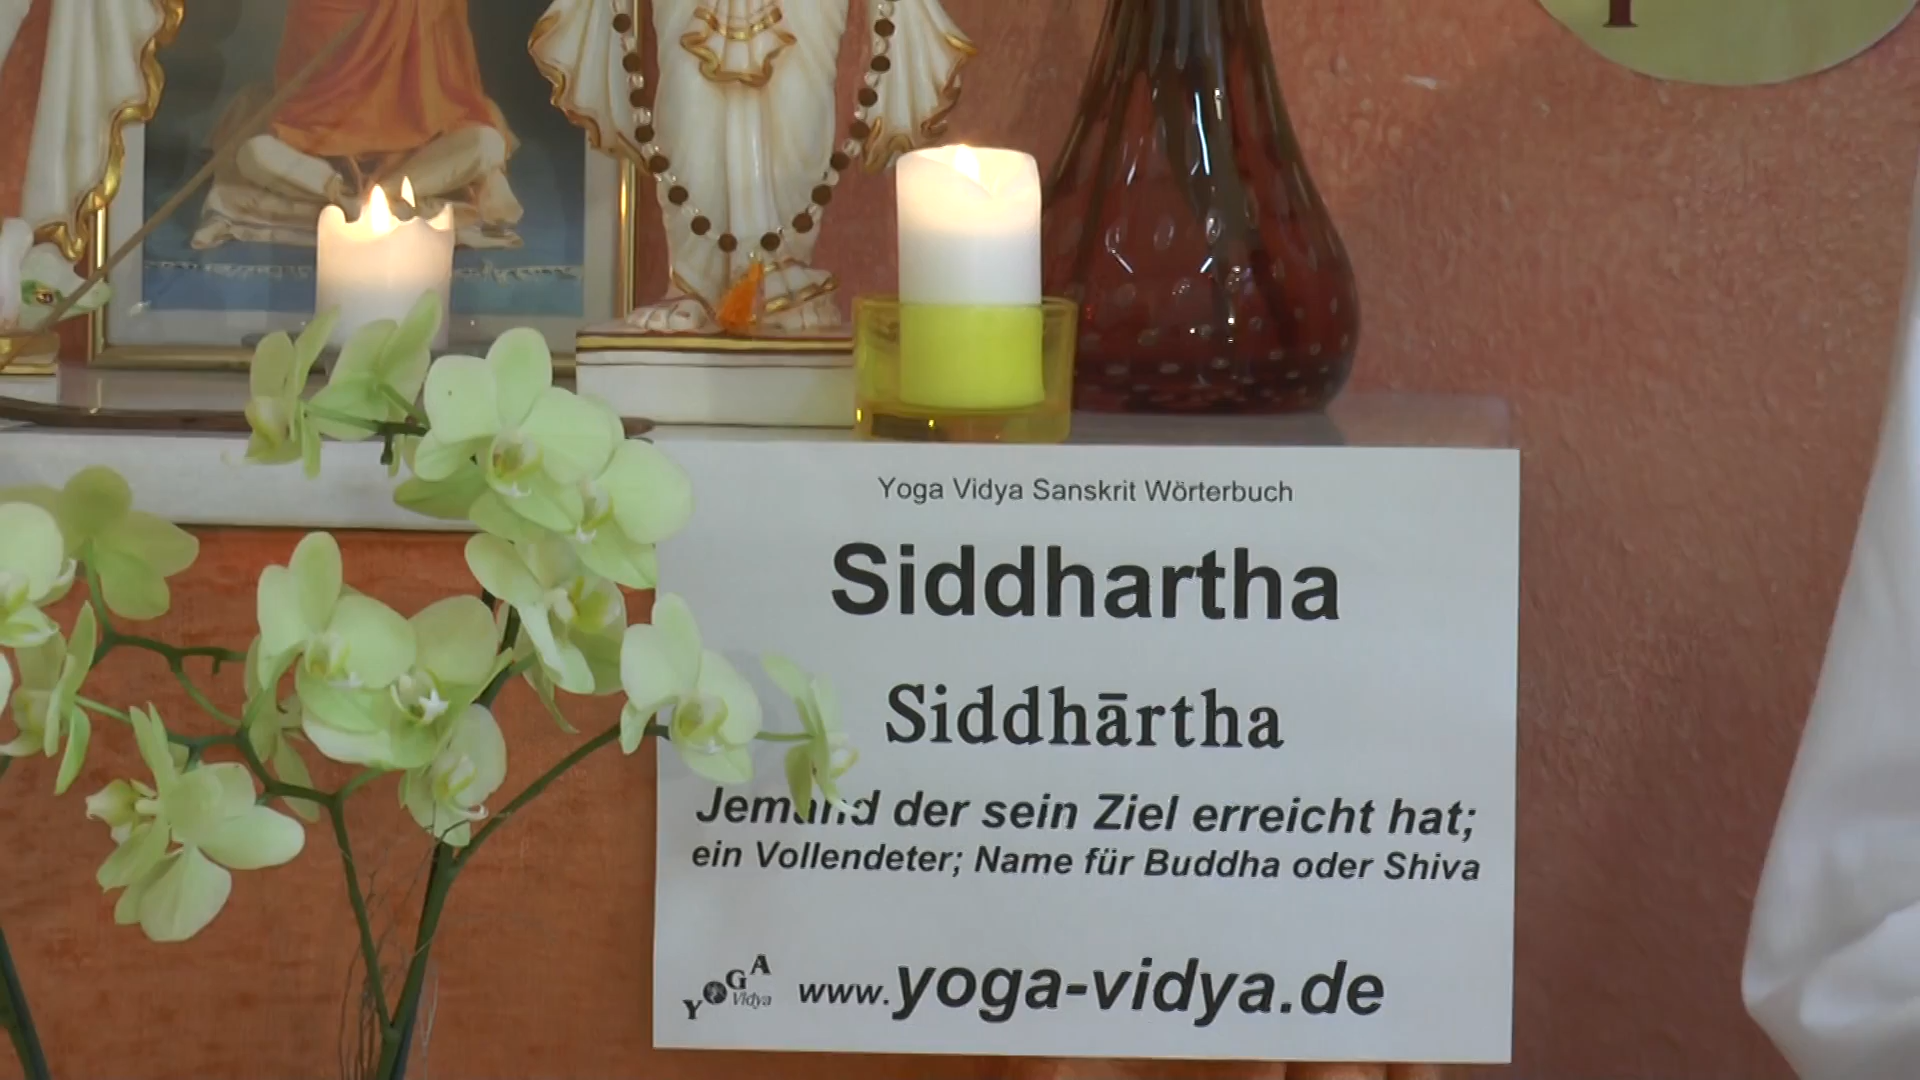 Yoga Vidya Sanskrit Wörterbuch
Siddhartha
Siddhārtha
Jemand der sein Ziel erreicht hat;
ein Vollendeter; Name für Buddha oder Shiva
YOGA Vidya www.yoga-vidya.de